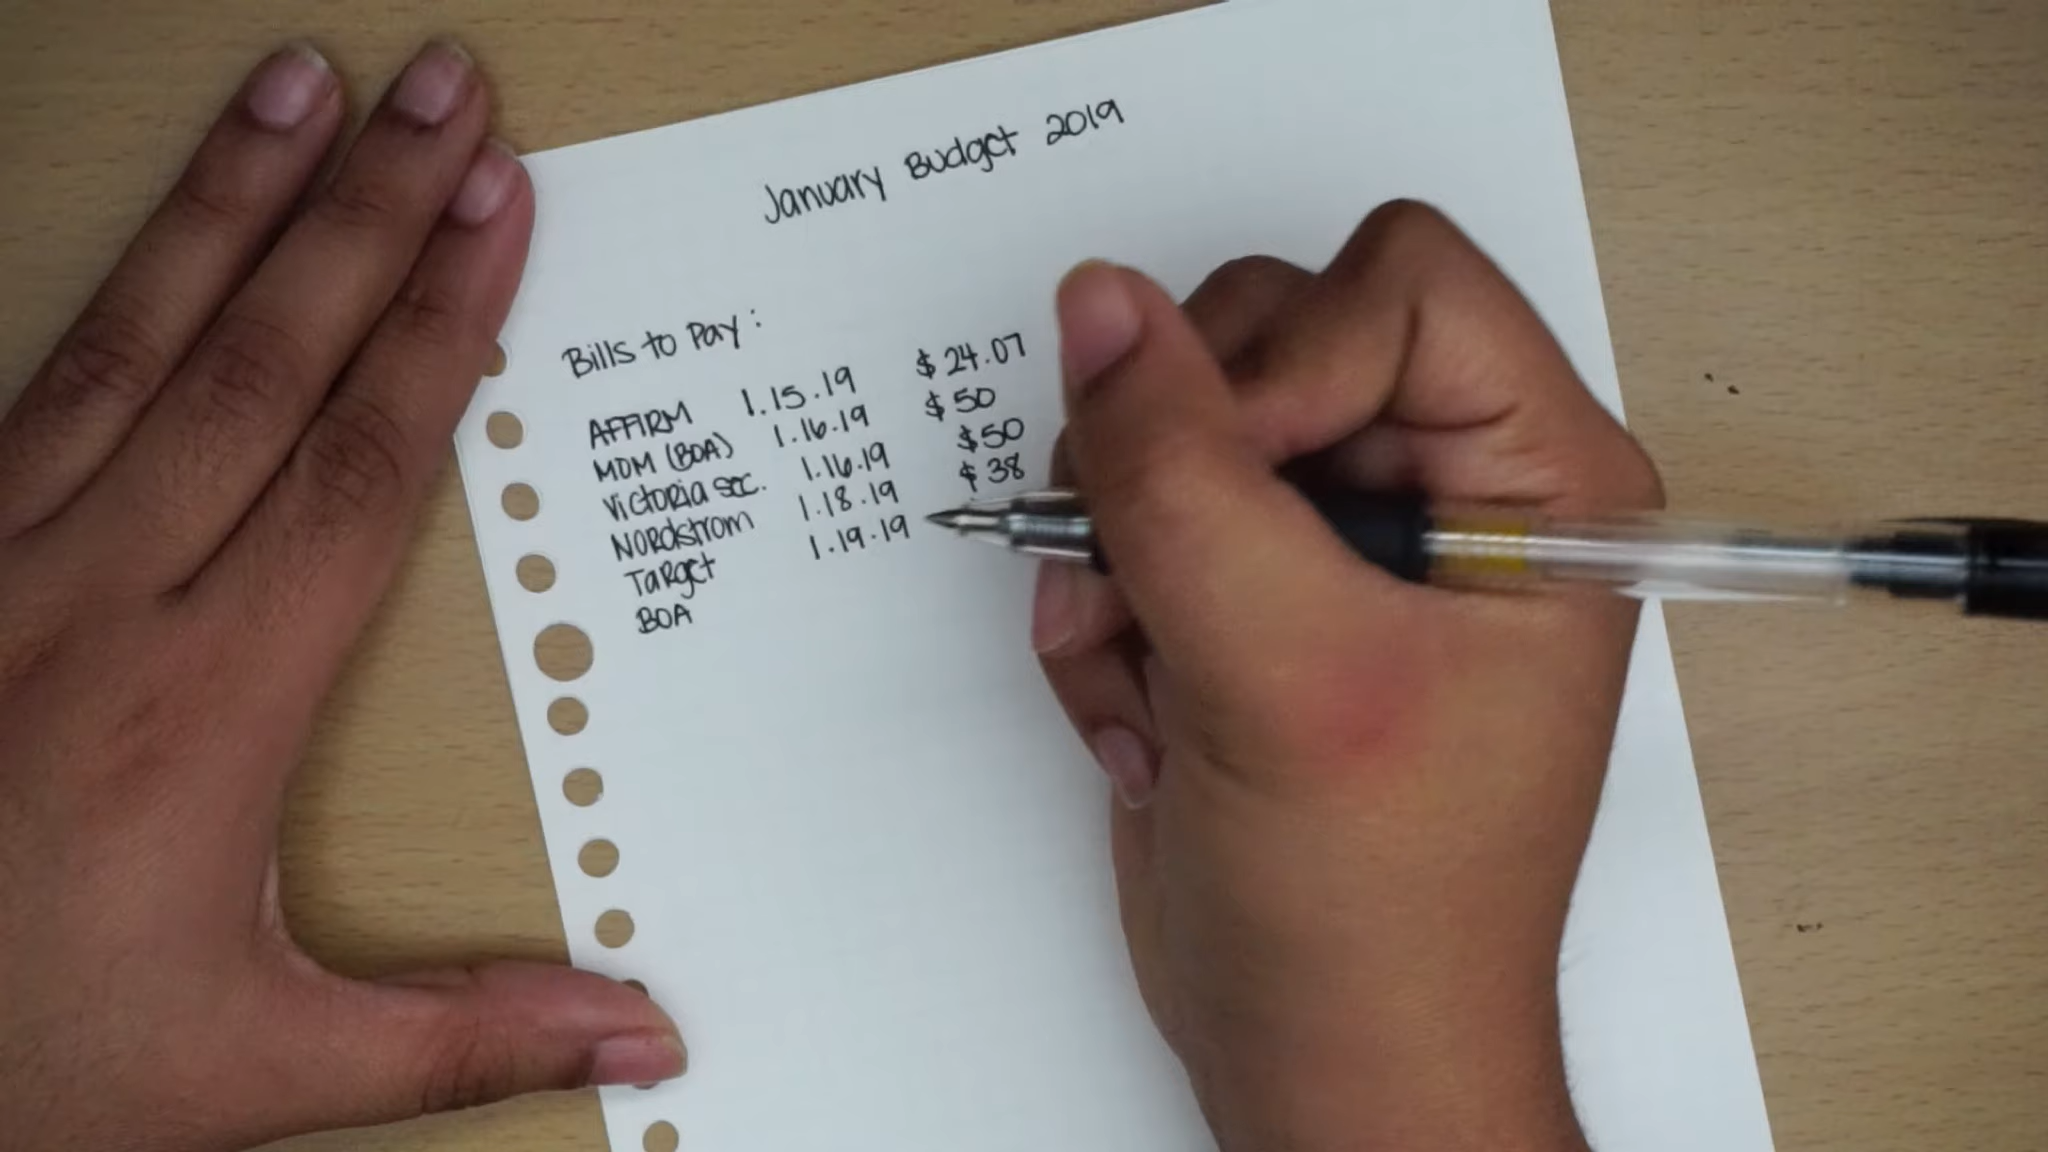 January Budget 2019
Bills to Pay:
AFFIRM 1.15.19 $24.07
MOM (BOA) 1.16.19 $50
Victoria Sec. 1.16.19 $50
Nordstrom 1.18.19 $38
Target 1.19.19
BOA